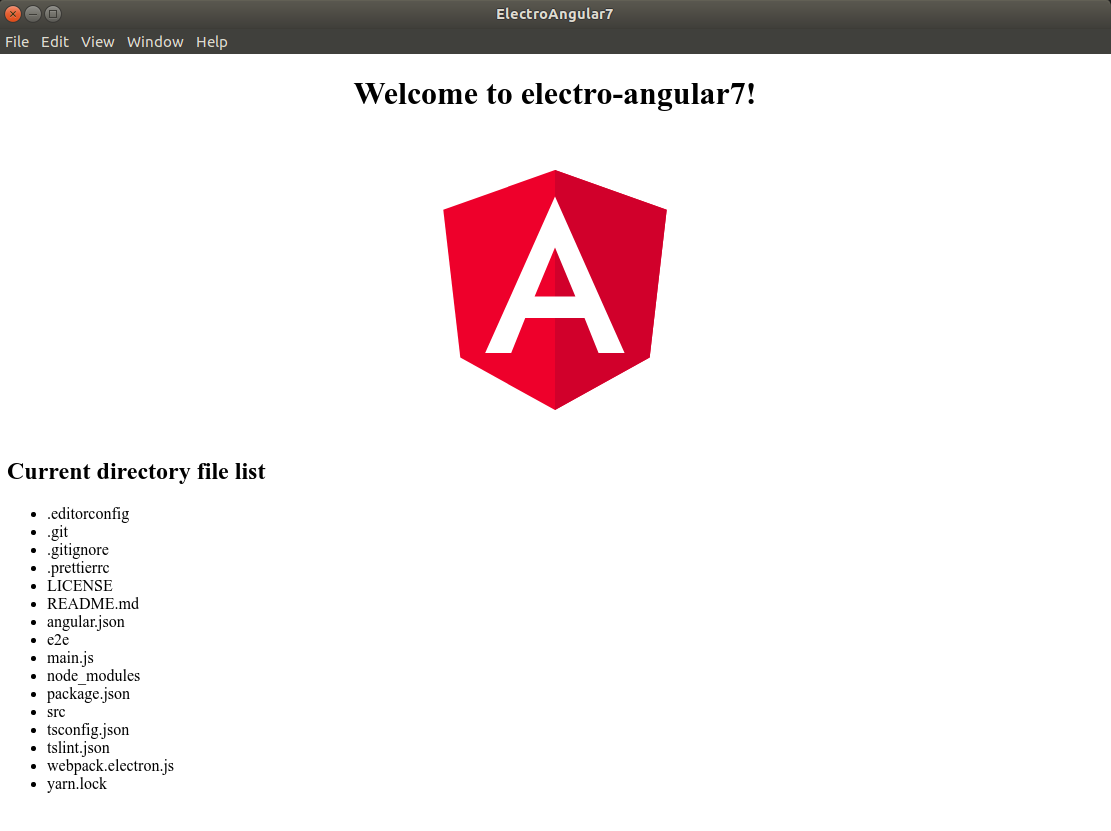 ElectroAngular7
File Edit View Window Help
Welcome to electro-angular7!
A
Current directory file list
.editorconfig
.git
.gitignore
.prettierrc
LICENSE
README.md
angular.json
e2e
main.js
node_modules
package.json
src
tsconfig.json
tslint.json
webpack.electron.js
yarn.lock